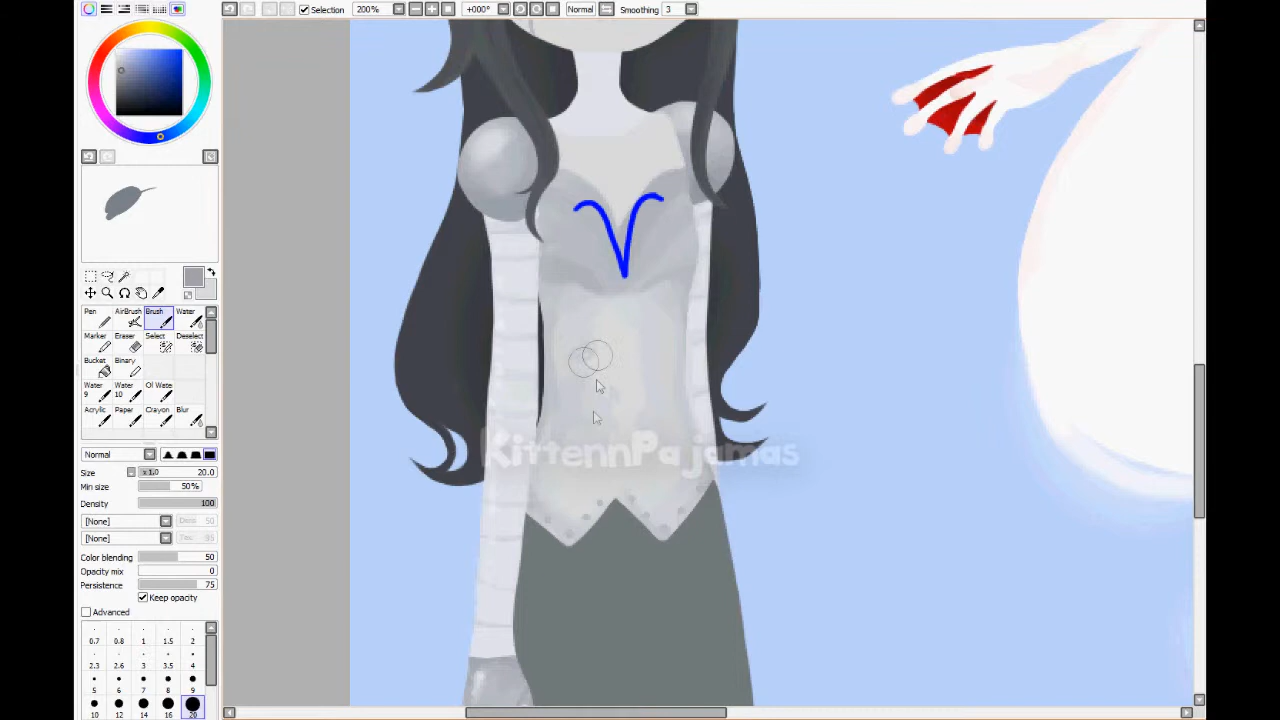 Selection 200% +000° Normal Smoothing 3
Pen AirBrush Brush Water
Marker Eraser Select Deselect
Bucket Binary
Water 9 Water 10 Oil Water
Acrylic Paper Crayon Blur
Normal
Size x1.0 20.0
Min size 50%
Density 100
[None] 50
[None] 95
Color blending 50
Opacity mix 0
Persistence 75
Keep opacity
Advanced
0.7 0.8 1 1.5 2
2.3 2.6 3 3.5 4
5 6 7 8 9
10 12 14 16 20
KittennPajamas